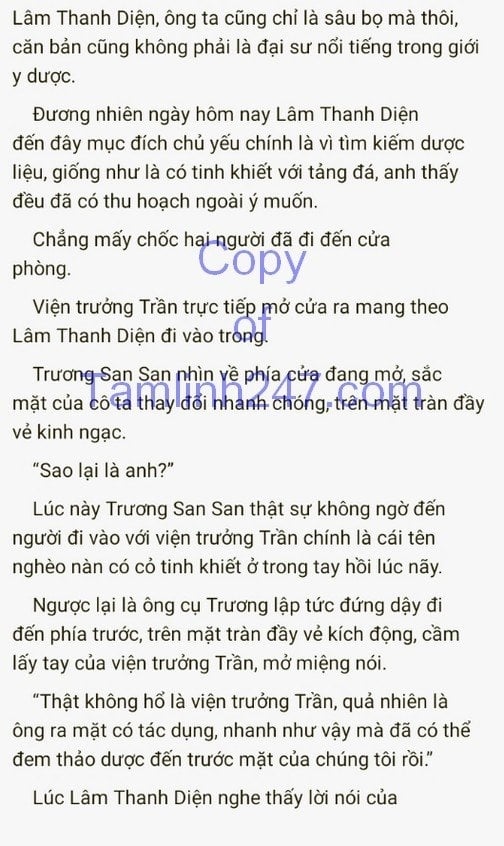 Lâm Thanh Diện, ông ta cũng chỉ là sâu bọ mà thôi,
căn bản cũng không phải là đại sư nổi tiếng trong giới
y dược.
Đương nhiên ngày hôm nay Lâm Thanh Diện
đến đây mục đích chủ yếu chính là vì tìm kiếm dược
liệu, giống như là có tinh khiết với tảng đá, anh thấy
đều đã có thu hoạch ngoài ý muốn.
Chẳng mấy chốc hai người đã đi đến cửa
phòng.
Copy
Viện trưởng Trần trực tiếp mở cửa ra mang theo
Lâm Thanh Diện đi vào trong.
of
Trương San San nhìn về phía cửa đang mở, sắc
mặt của cô ta thay đổi nhanh chóng, trên mặt tràn đầy
vẻ kinh ngạc.
Tamlinh247.com
“Sao lại là anh?”
Lúc này Trương San San thật sự không ngờ đến
người đi vào với viện trưởng Trần chính là cái tên
nghèo nàn có cỏ tinh khiết ở trong tay hồi lúc nãy.
Ngược lại là ông cụ Trương lập tức đứng dậy đi
đến phía trước, trên mặt tràn đầy vẻ kích động, cầm
lấy tay của viện trưởng Trần, mở miệng nói.
“Thật không hổ là viện trưởng Trần, quả nhiên là
ông ra mặt có tác dụng, nhanh như vậy mà đã có thể
đem thảo dược đến trước mặt của chúng tôi rồi.”
Lúc Lâm Thanh Diện nghe thấy lời nói của